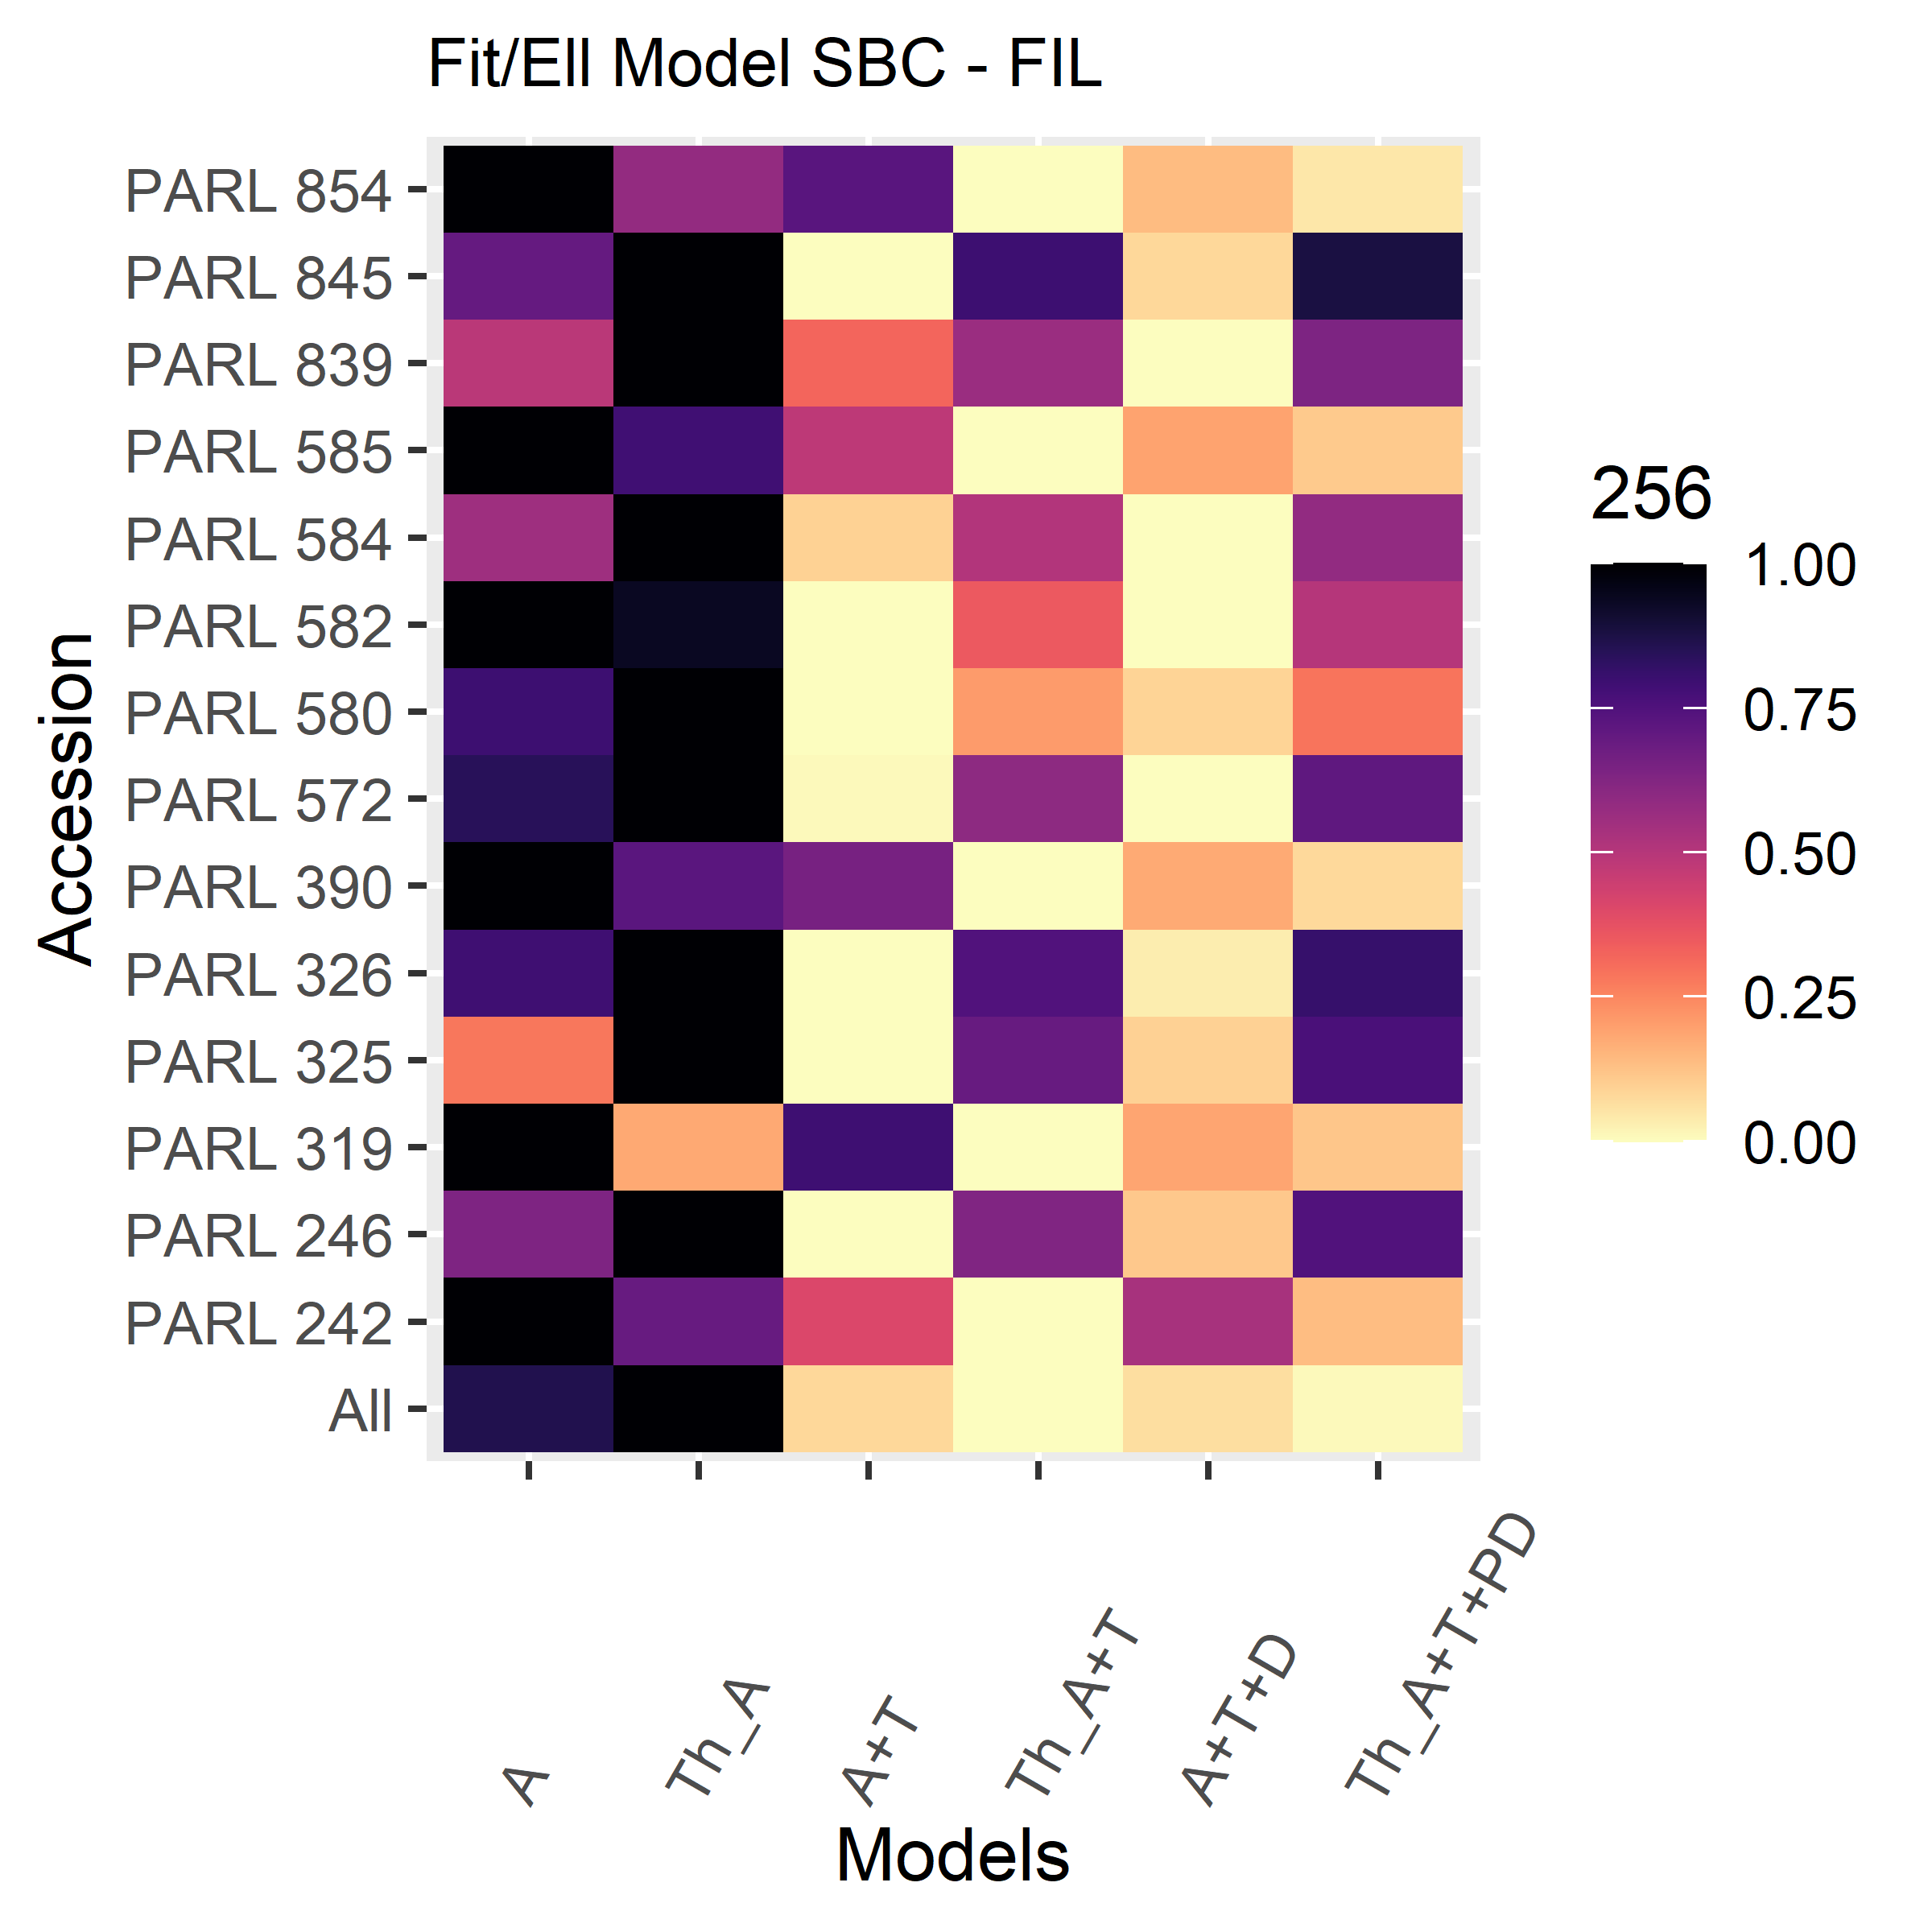 Fit/Ell Model SBC - FIL
Accession
PARL 854
PARL 845
PARL 839
PARL 585
PARL 584
PARL 582
PARL 580
PARL 572
PARL 390
PARL 326
PARL 325
PARL 319
PARL 246
PARL 242
All
A
Th_A
A+T
Th_A+T
A+T+D
Th_A+T+PD
Models
256
1.00
0.75
0.50
0.25
0.00